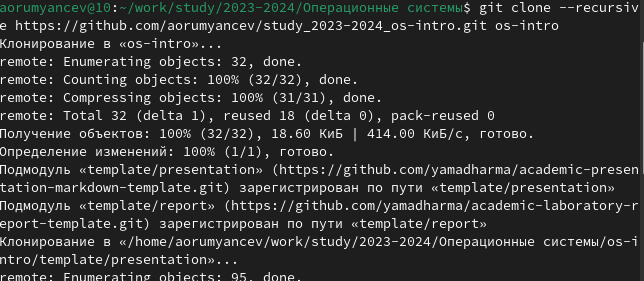 aorumyancev@10:~/work/study/2023-2024/Операционные системы$ git clone --recursiv
e https://github.com/aorumyancev/study_2023-2024_os-intro.git os-intro
Клонирование в «os-intro»...
remote: Enumerating objects: 32, done.
remote: Counting objects: 100% (32/32), done.
remote: Compressing objects: 100% (31/31), done.
remote: Total 32 (delta 1), reused 18 (delta 0), pack-reused 0
Получение объектов: 100% (32/32), 18.60 КиБ | 414.00 КиБ/с, готово.
Определение изменений: 100% (1/1), готово.
Подмодуль «template/presentation» (https://github.com/yamadharma/academic-presen
tation-markdown-template.git) зарегистрирован по пути «template/presentation»
Подмодуль «template/report» (https://github.com/yamadharma/academic-laboratory-r
eport-template.git) зарегистрирован по пути «template/report»
Клонирование в «/home/aorumyancev/work/study/2023-2024/Операционные системы/os-i
ntro/template/presentation»...
remote: Enumerating objects: 95, done.